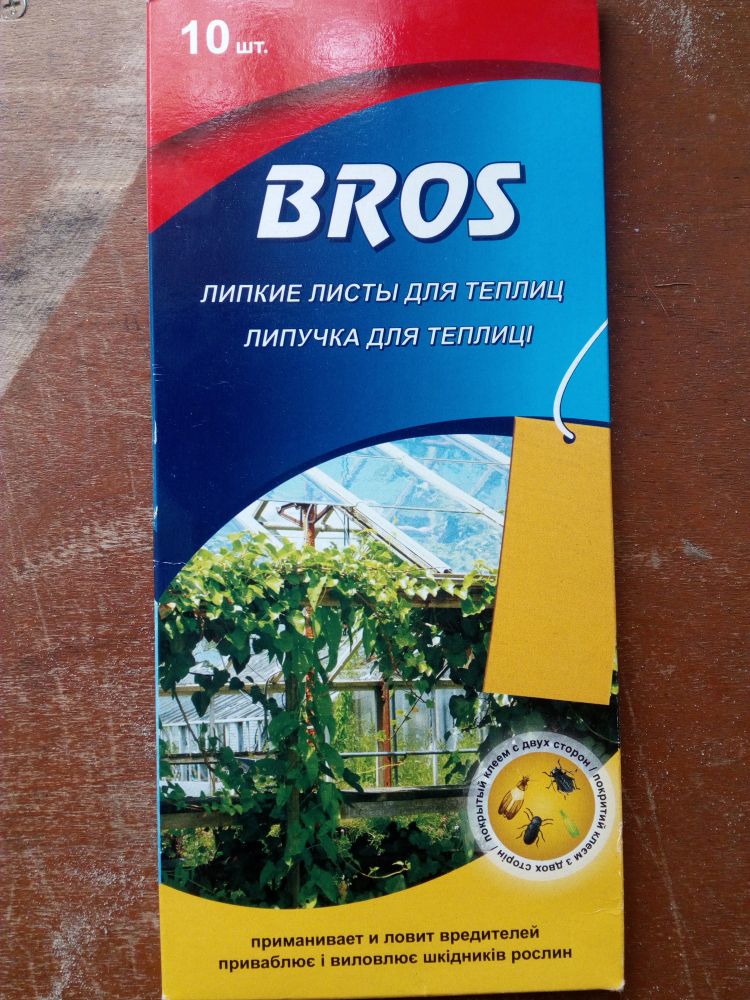 10 шт.
BROS
ЛИПКИЕ ЛИСТЫ ДЛЯ ТЕПЛИЦ
ЛИПУЧКА ДЛЯ ТЕПЛИЦІ
покрытый клеем с двух сторон / покритий клеєм з двох сторін /
приманивает и ловит вредителей
приваблює і виловлює шкідників рослин